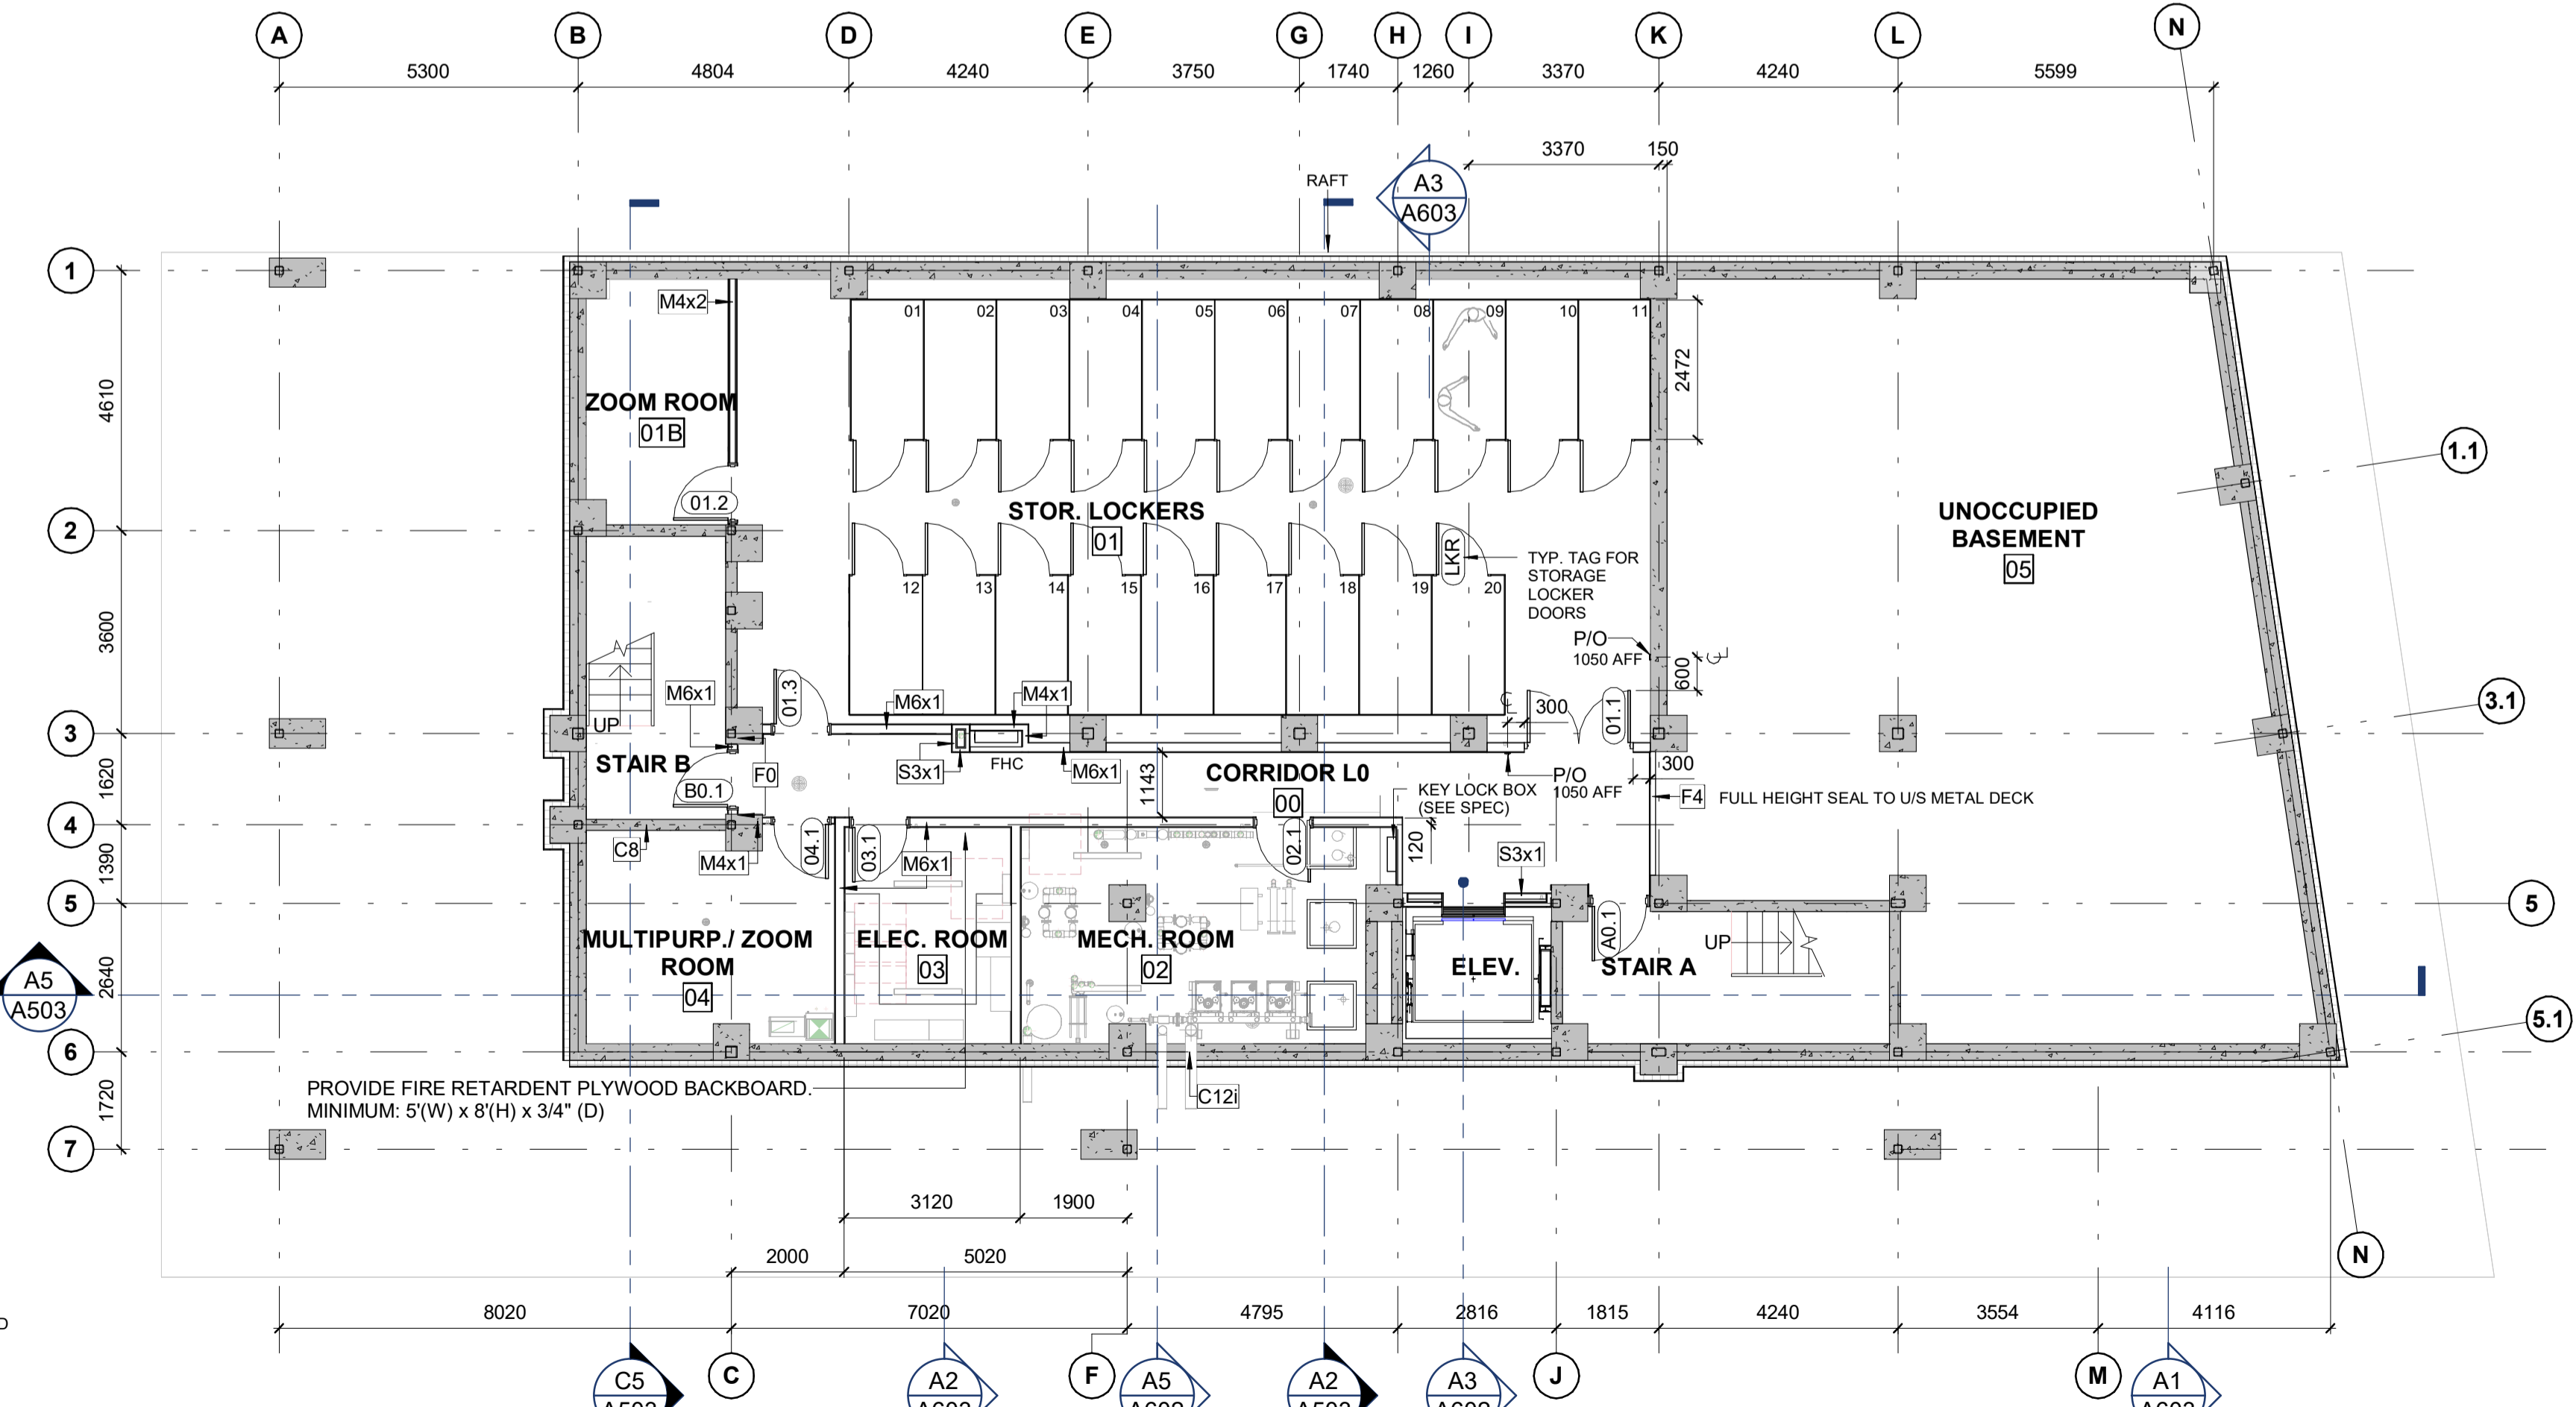 A B D E G H I K L N
5300 4804 4240 3750 1740 1260 3370 4240 5599
3370 150
RAFT
A3
A603
1
M4x2
01 02 03 04 05 06 07 08 09 10 11
2472
4610
ZOOM ROOM
01B
1.1
01.2
STOR. LOCKERS
01
UNOCCUPIED
BASEMENT
05
2
LKR
TYP. TAG FOR
STORAGE
LOCKER
DOORS
12 13 14 15 16 17 18 19 20
3600
P/O
1050 AFF
600
M6x1
01.3
M6x1
M4x1
300
01.1
3.1
UP
3
STAIR B
F0
S3x1
FHC
M6x1
1143
CORRIDOR L0
00
P/O
1050 AFF
300
1620
B0.1
KEY LOCK BOX
(SEE SPEC)
F4
FULL HEIGHT SEAL TO U/S METAL DECK
4
C8
M4x1
04.1
03.1
M6x1
02.1
120
S3x1
1390
5
5
A0.1
MULTIPURP./ ZOOM
ROOM
04
ELEC. ROOM
03
MECH. ROOM
02
ELEV.
STAIR A
UP
2640
A5
A503
5.1
6
PROVIDE FIRE RETARDENT PLYWOOD BACKBOARD.
MINIMUM: 5'(W) x 8'(H) x 3/4" (D)
C12i
1720
7
3120 1900
2000 5020
N
8020 7020 4795 2816 1815 4240 3554 4116
C5
C
A2
F
A5
A2
A3
J
M
A1